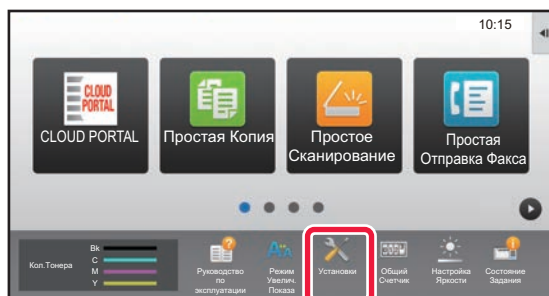 10:15
CLOUD
PORTAL
CLOUD PORTAL
Простая Копия
Простое
Сканирование
Простая
Отправка Факса
Кол.Тонера
Bk
C
M
Y
Руководство
по
эксплуатации
Режим
Увелич.
Показа
Установки
Общий
Счетчик
Настройка
Яркости
Состояние
Задания